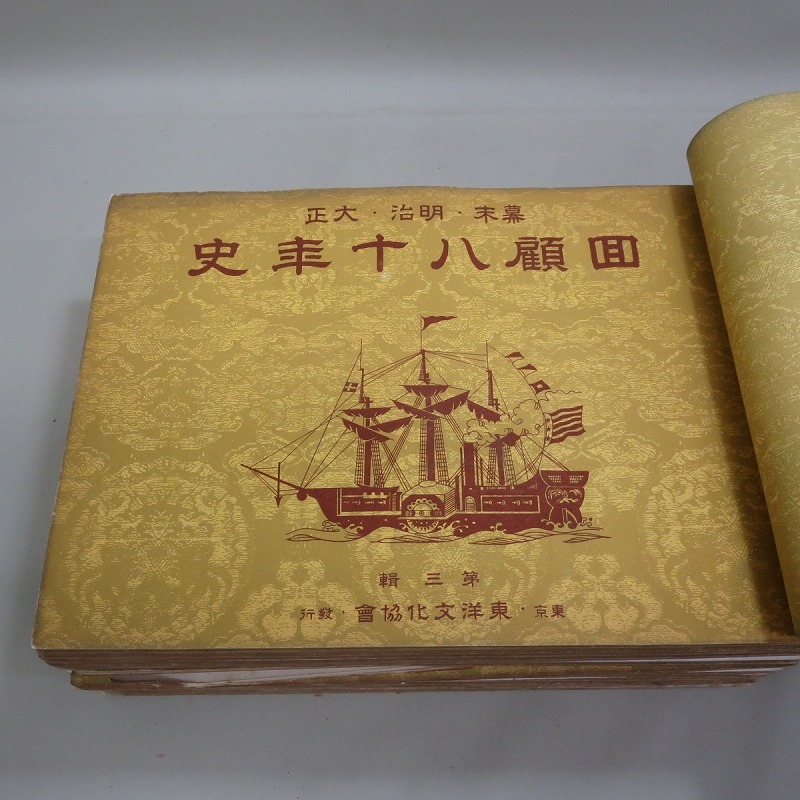 幕末・明治・大正
回顧八十年史
第三輯
東京・東洋文化協會・發行